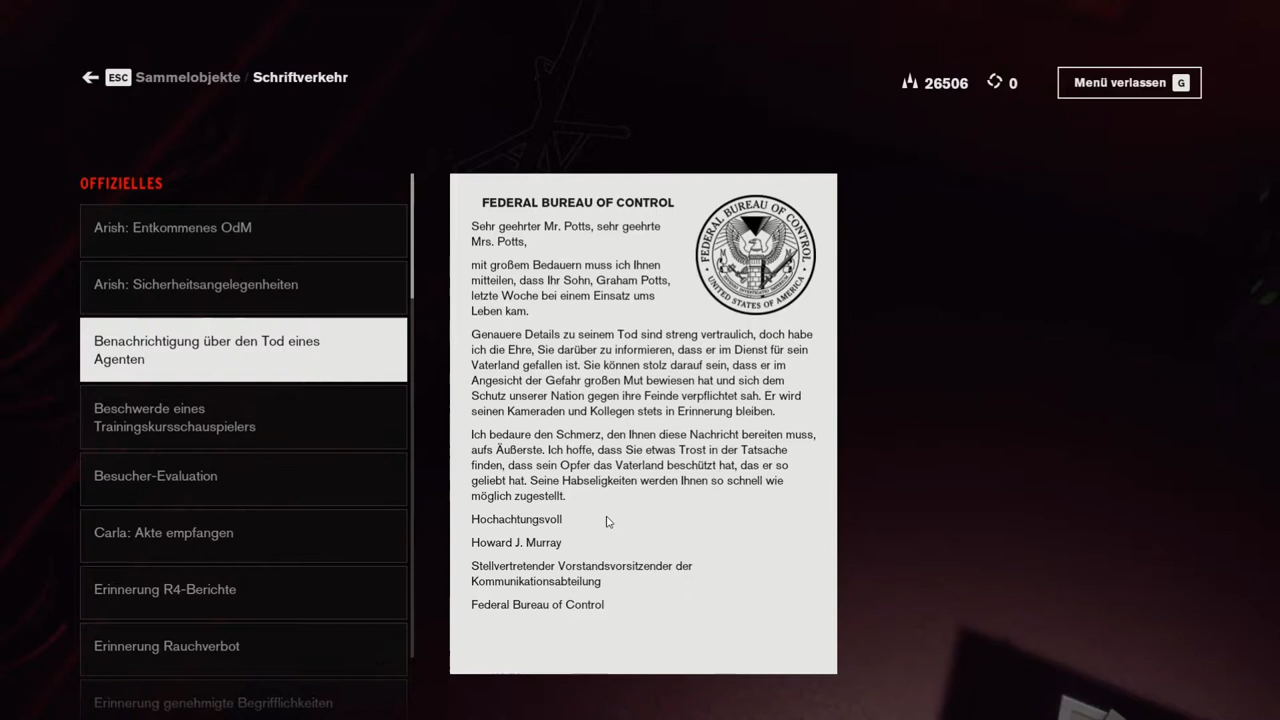 ESC Sammelobjekte / Schriftverkehr
26506 0 Menü verlassen G
OFFIZIELLES
Arish: Entkommenes OdM
Arish: Sicherheitsangelegenheiten
Benachrichtigung über den Tod eines
Agenten
Beschwerde eines
Trainingskursschauspielers
Besucher-Evaluation
Carla: Akte empfangen
Erinnerung R4-Berichte
Erinnerung Rauchverbot
Erinnerung genehmigte Begrifflichkeiten
FEDERAL BUREAU OF CONTROL
FEDERAL BUREAU OF CONTROL
UNITED STATES OF AMERICA
Sehr geehrter Mr. Potts, sehr geehrte
Mrs. Potts,
mit großem Bedauern muss ich Ihnen
mitteilen, dass Ihr Sohn, Graham Potts,
letzte Woche bei einem Einsatz ums
Leben kam.
Genauere Details zu seinem Tod sind streng vertraulich, doch habe
ich die Ehre, Sie darüber zu informieren, dass er im Dienst für sein
Vaterland gefallen ist. Sie können stolz darauf sein, dass er im
Angesicht der Gefahr großen Mut bewiesen hat und sich dem
Schutz unserer Nation gegen ihre Feinde verpflichtet sah. Er wird
seinen Kameraden und Kollegen stets in Erinnerung bleiben.
Ich bedaure den Schmerz, den Ihnen diese Nachricht bereiten muss,
aufs Äußerste. Ich hoffe, dass Sie etwas Trost in der Tatsache
finden, dass sein Opfer das Vaterland beschützt hat, das er so
geliebt hat. Seine Habseligkeiten werden Ihnen so schnell wie
möglich zugestellt.
Hochachtungsvoll
Howard J. Murray
Stellvertretender Vorstandsvorsitzender der
Kommunikationsabteilung
Federal Bureau of Control